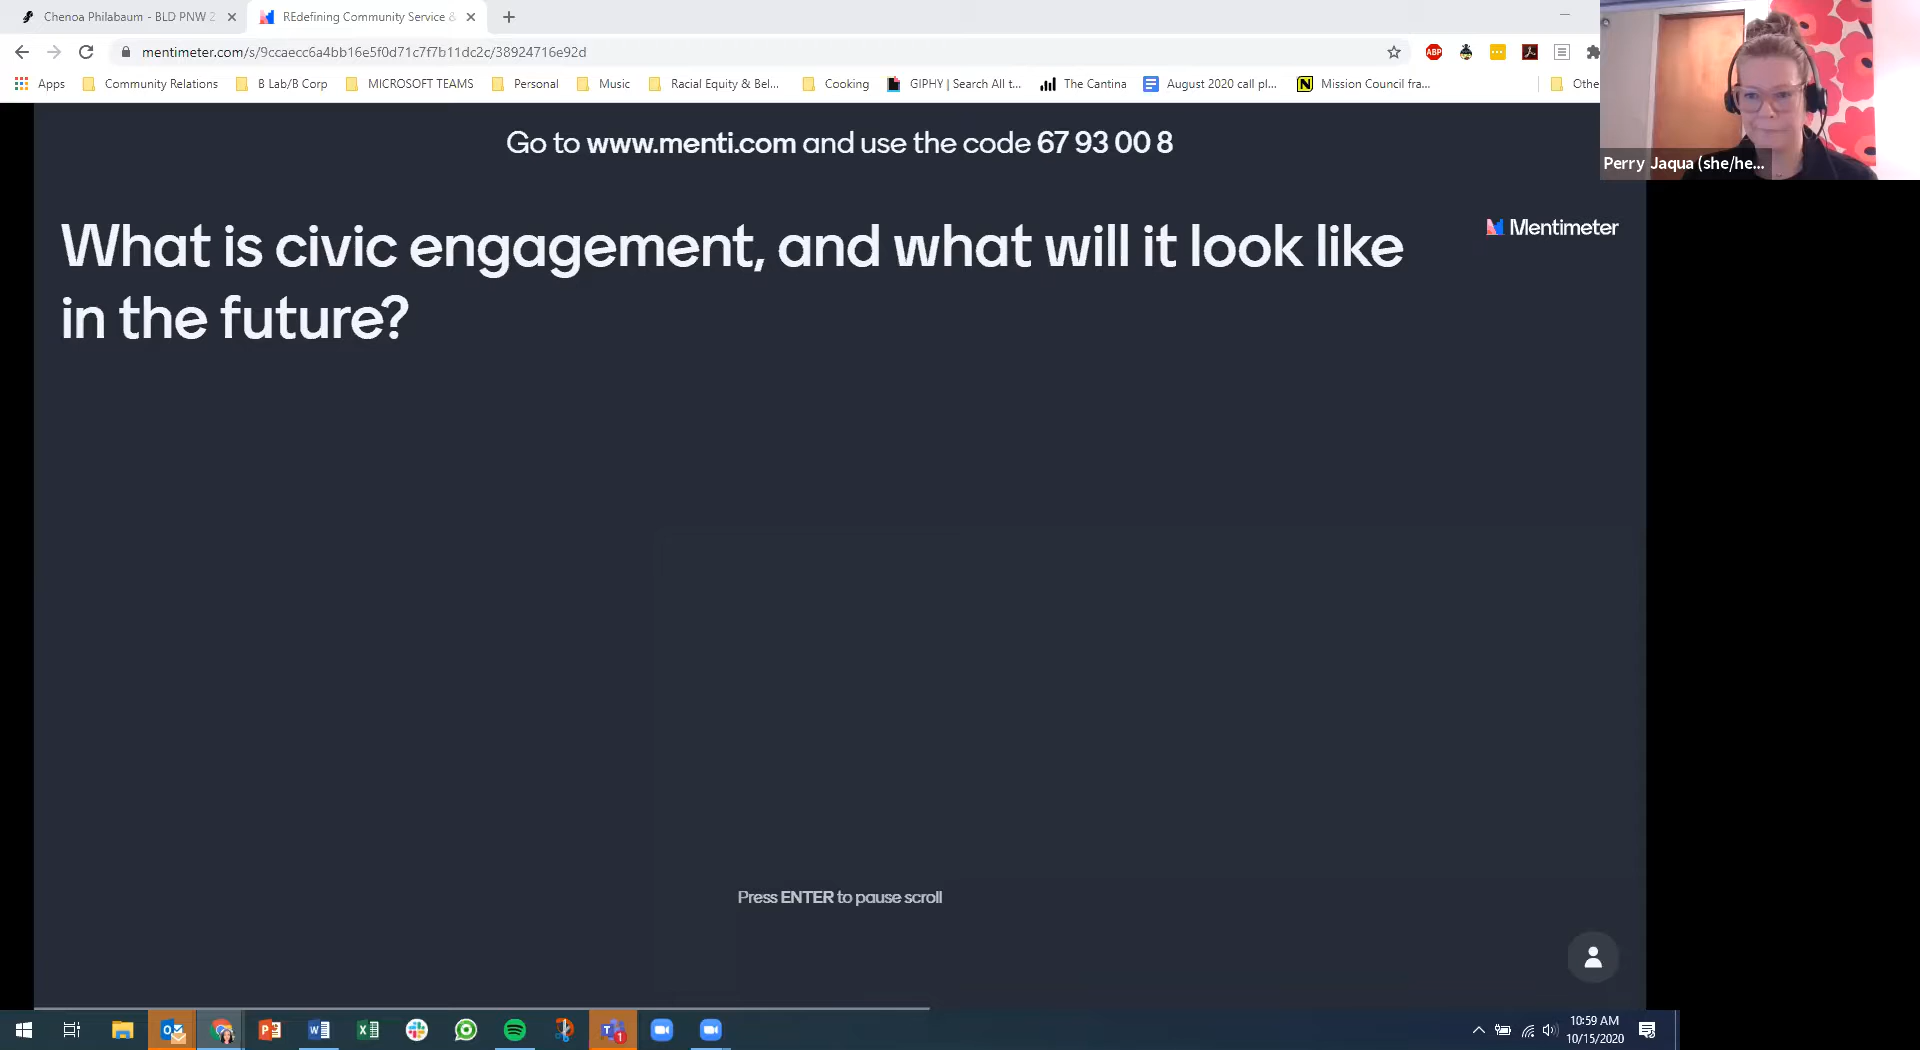 Chenoa Philabaum - BLD PNW 2
REdefining Community Service &
mentimeter.com/s/9ccaecc6a4bb16e5f0d71c7f7b11dc2c/38924716e92d
ABP
Apps Community Relations B Lab/B Corp MICROSOFT TEAMS Personal Music Racial Equity & Bel... Cooking GIPHY | Search All t... The Cantina August 2020 call pl... Mission Council fra... Othe
Perry Jaqua (she/he...
Go to www.menti.com and use the code 67 93 00 8
Mentimeter
What is civic engagement, and what will it look like
in the future?
Press ENTER to pause scroll
10:59 AM
10/15/2020